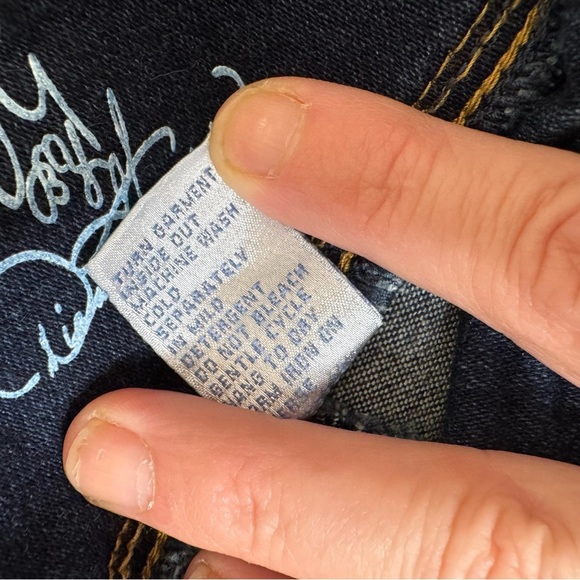 TURN GARMENT
INSIDE OUT
MACHINE WASH
COLD
SEPARATELY
IN MILD
DETERGENT
DO NOT BLEACH
GENTLE CYCLE
HANG TO DRY
IRON ON